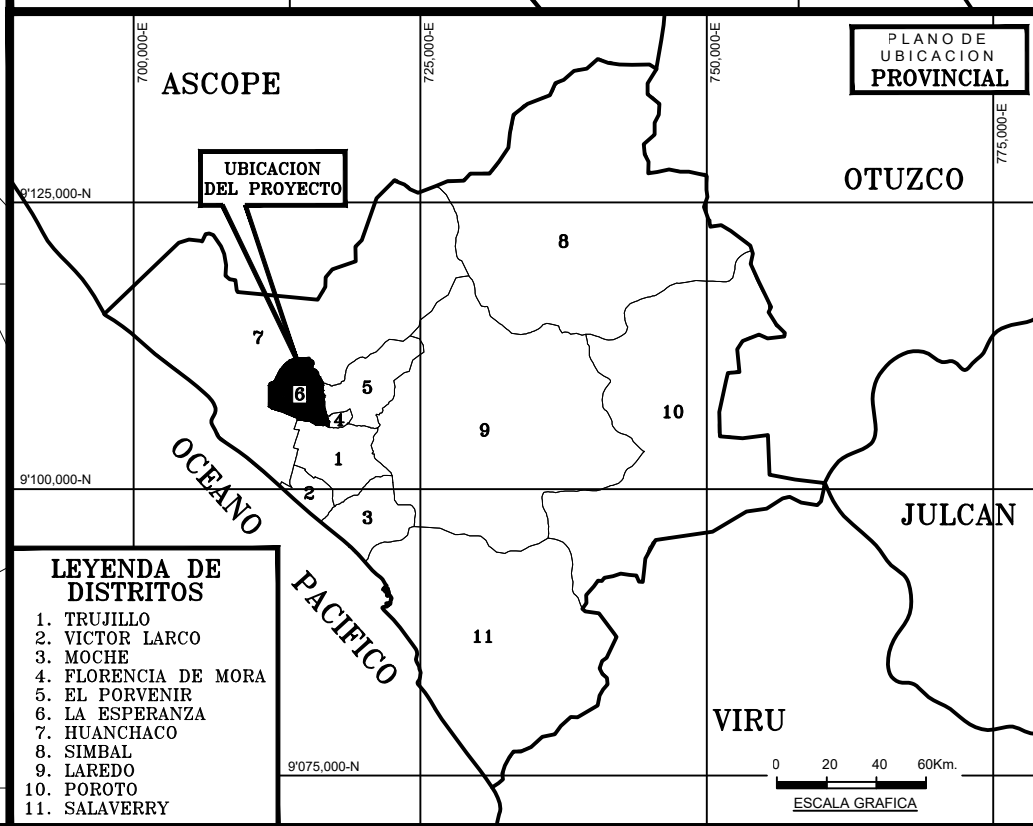 700,000-E
725,000-E
750,000-E
775,000-E
PLANO DE
UBICACION
PROVINCIAL
ASCOPE
UBICACION
DEL PROYECTO
OTUZCO
9'125,000-N
8
7
6
5
4
10
9
1
9'100,000-N
2
3
OCEANO
PACIFICO
JULCAN
11
VIRU
9'075,000-N
LEYENDA DE
DISTRITOS
1. TRUJILLO
2. VICTOR LARCO
3. MOCHE
4. FLORENCIA DE MORA
5. EL PORVENIR
6. LA ESPERANZA
7. HUANCHACO
8. SIMBAL
9. LAREDO
10. POROTO
11. SALAVERRY
0 20 40 60Km.
ESCALA GRAFICA